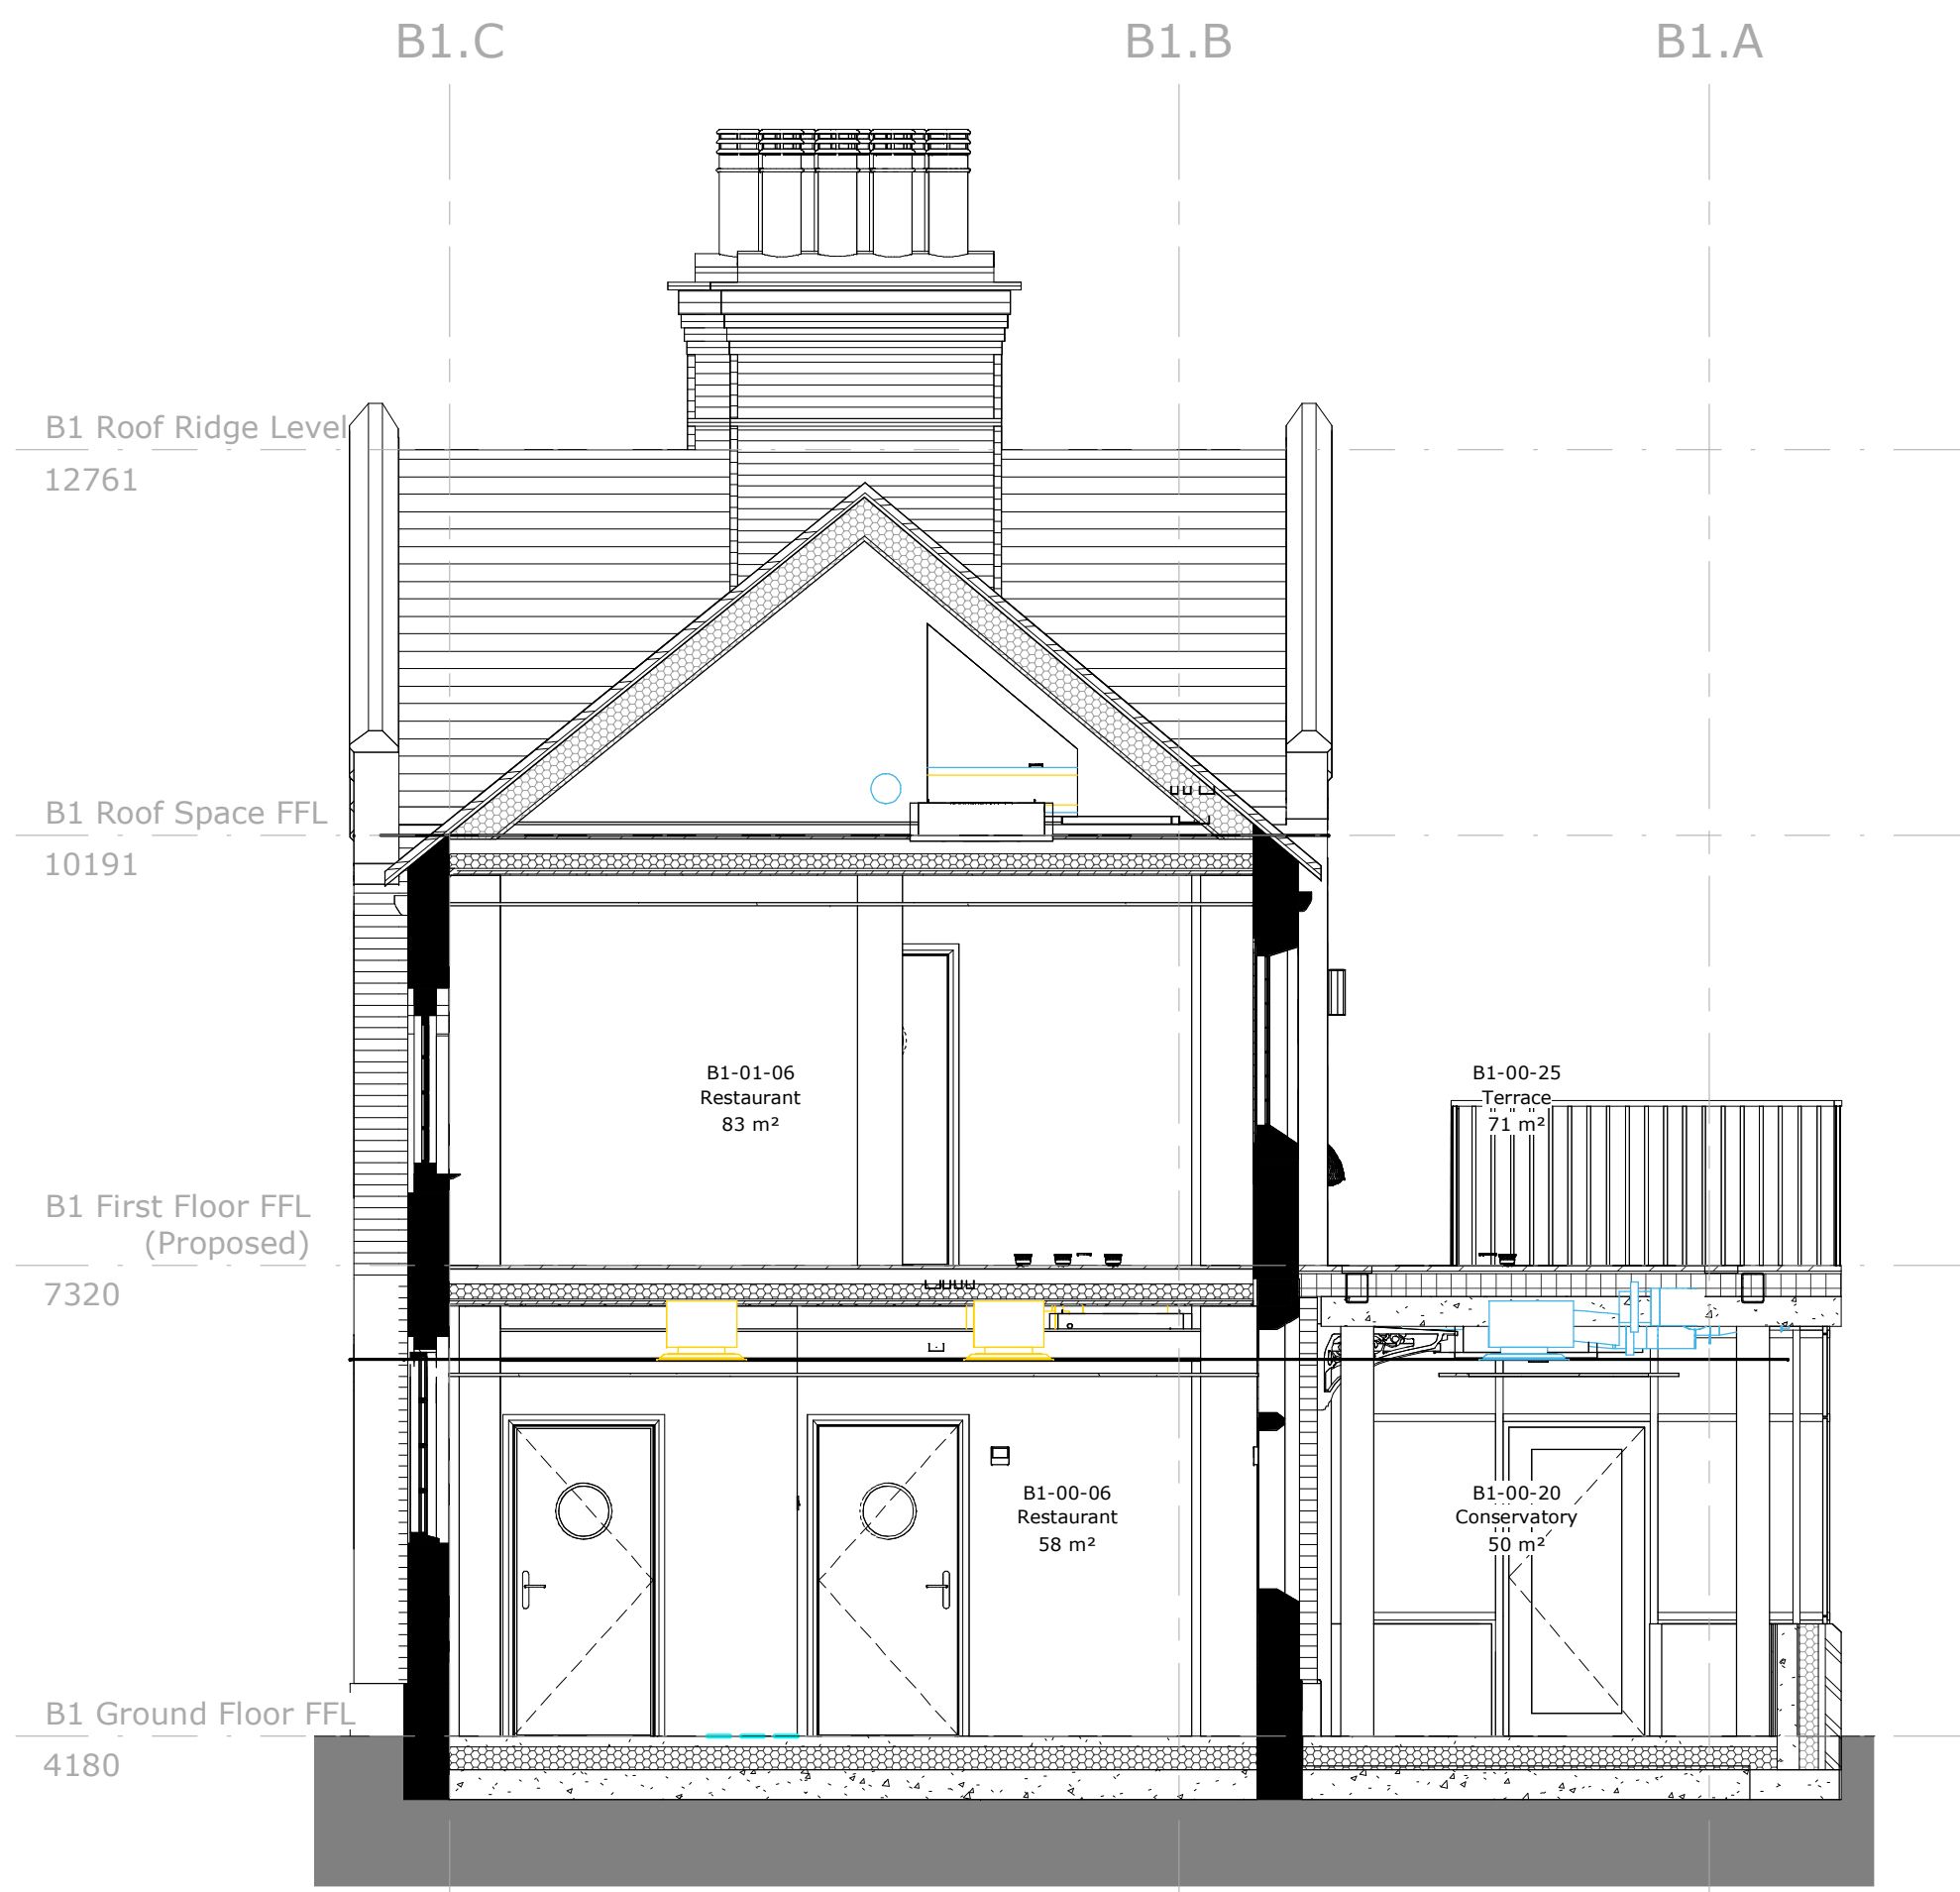 B1.C
B1.B
B1.A
B1 Roof Ridge Level
12761
B1 Roof Space FFL
10191
B1-01-06
Restaurant
83 m²
B1-00-25
Terrace
71 m²
B1 First Floor FFL
(Proposed)
7320
B1-00-06
Restaurant
58 m²
B1-00-20
Conservatory
50 m²
B1 Ground Floor FFL
4180